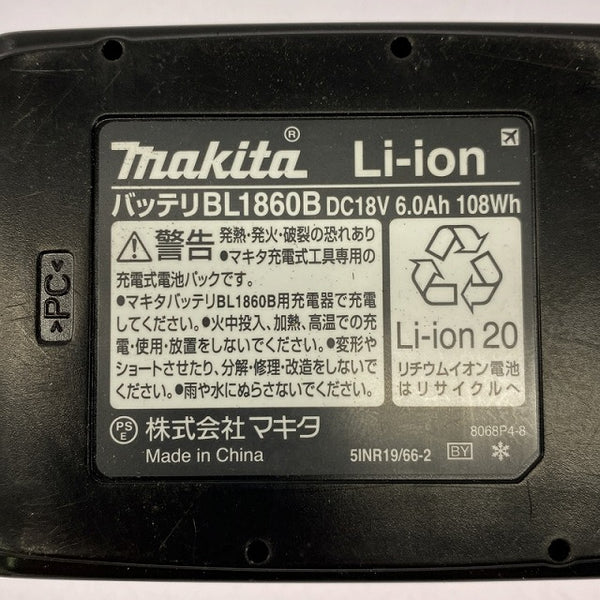 makita® Li-ion
バッテリBL1860B DC18V 6.0Ah 108Wh
警告 発熱・発火・破裂の恐れあり
●マキタ充電式工具専用の
充電式電池パックです。
●マキタバッテリBL1860B用充電器で充電
してください。●火中投入、加熱、高温での充
電・使用・放置をしないでください。●変形や
ショートさせたり、分解・修理・改造をしないで
ください。●雨や水にぬらさないでください。
Li-ion 20
リチウムイオン電池
はリサイクルへ
>PC<
PS
E
株式会社マキタ
8068P4-8
Made in China
5INR19/66-2
BY